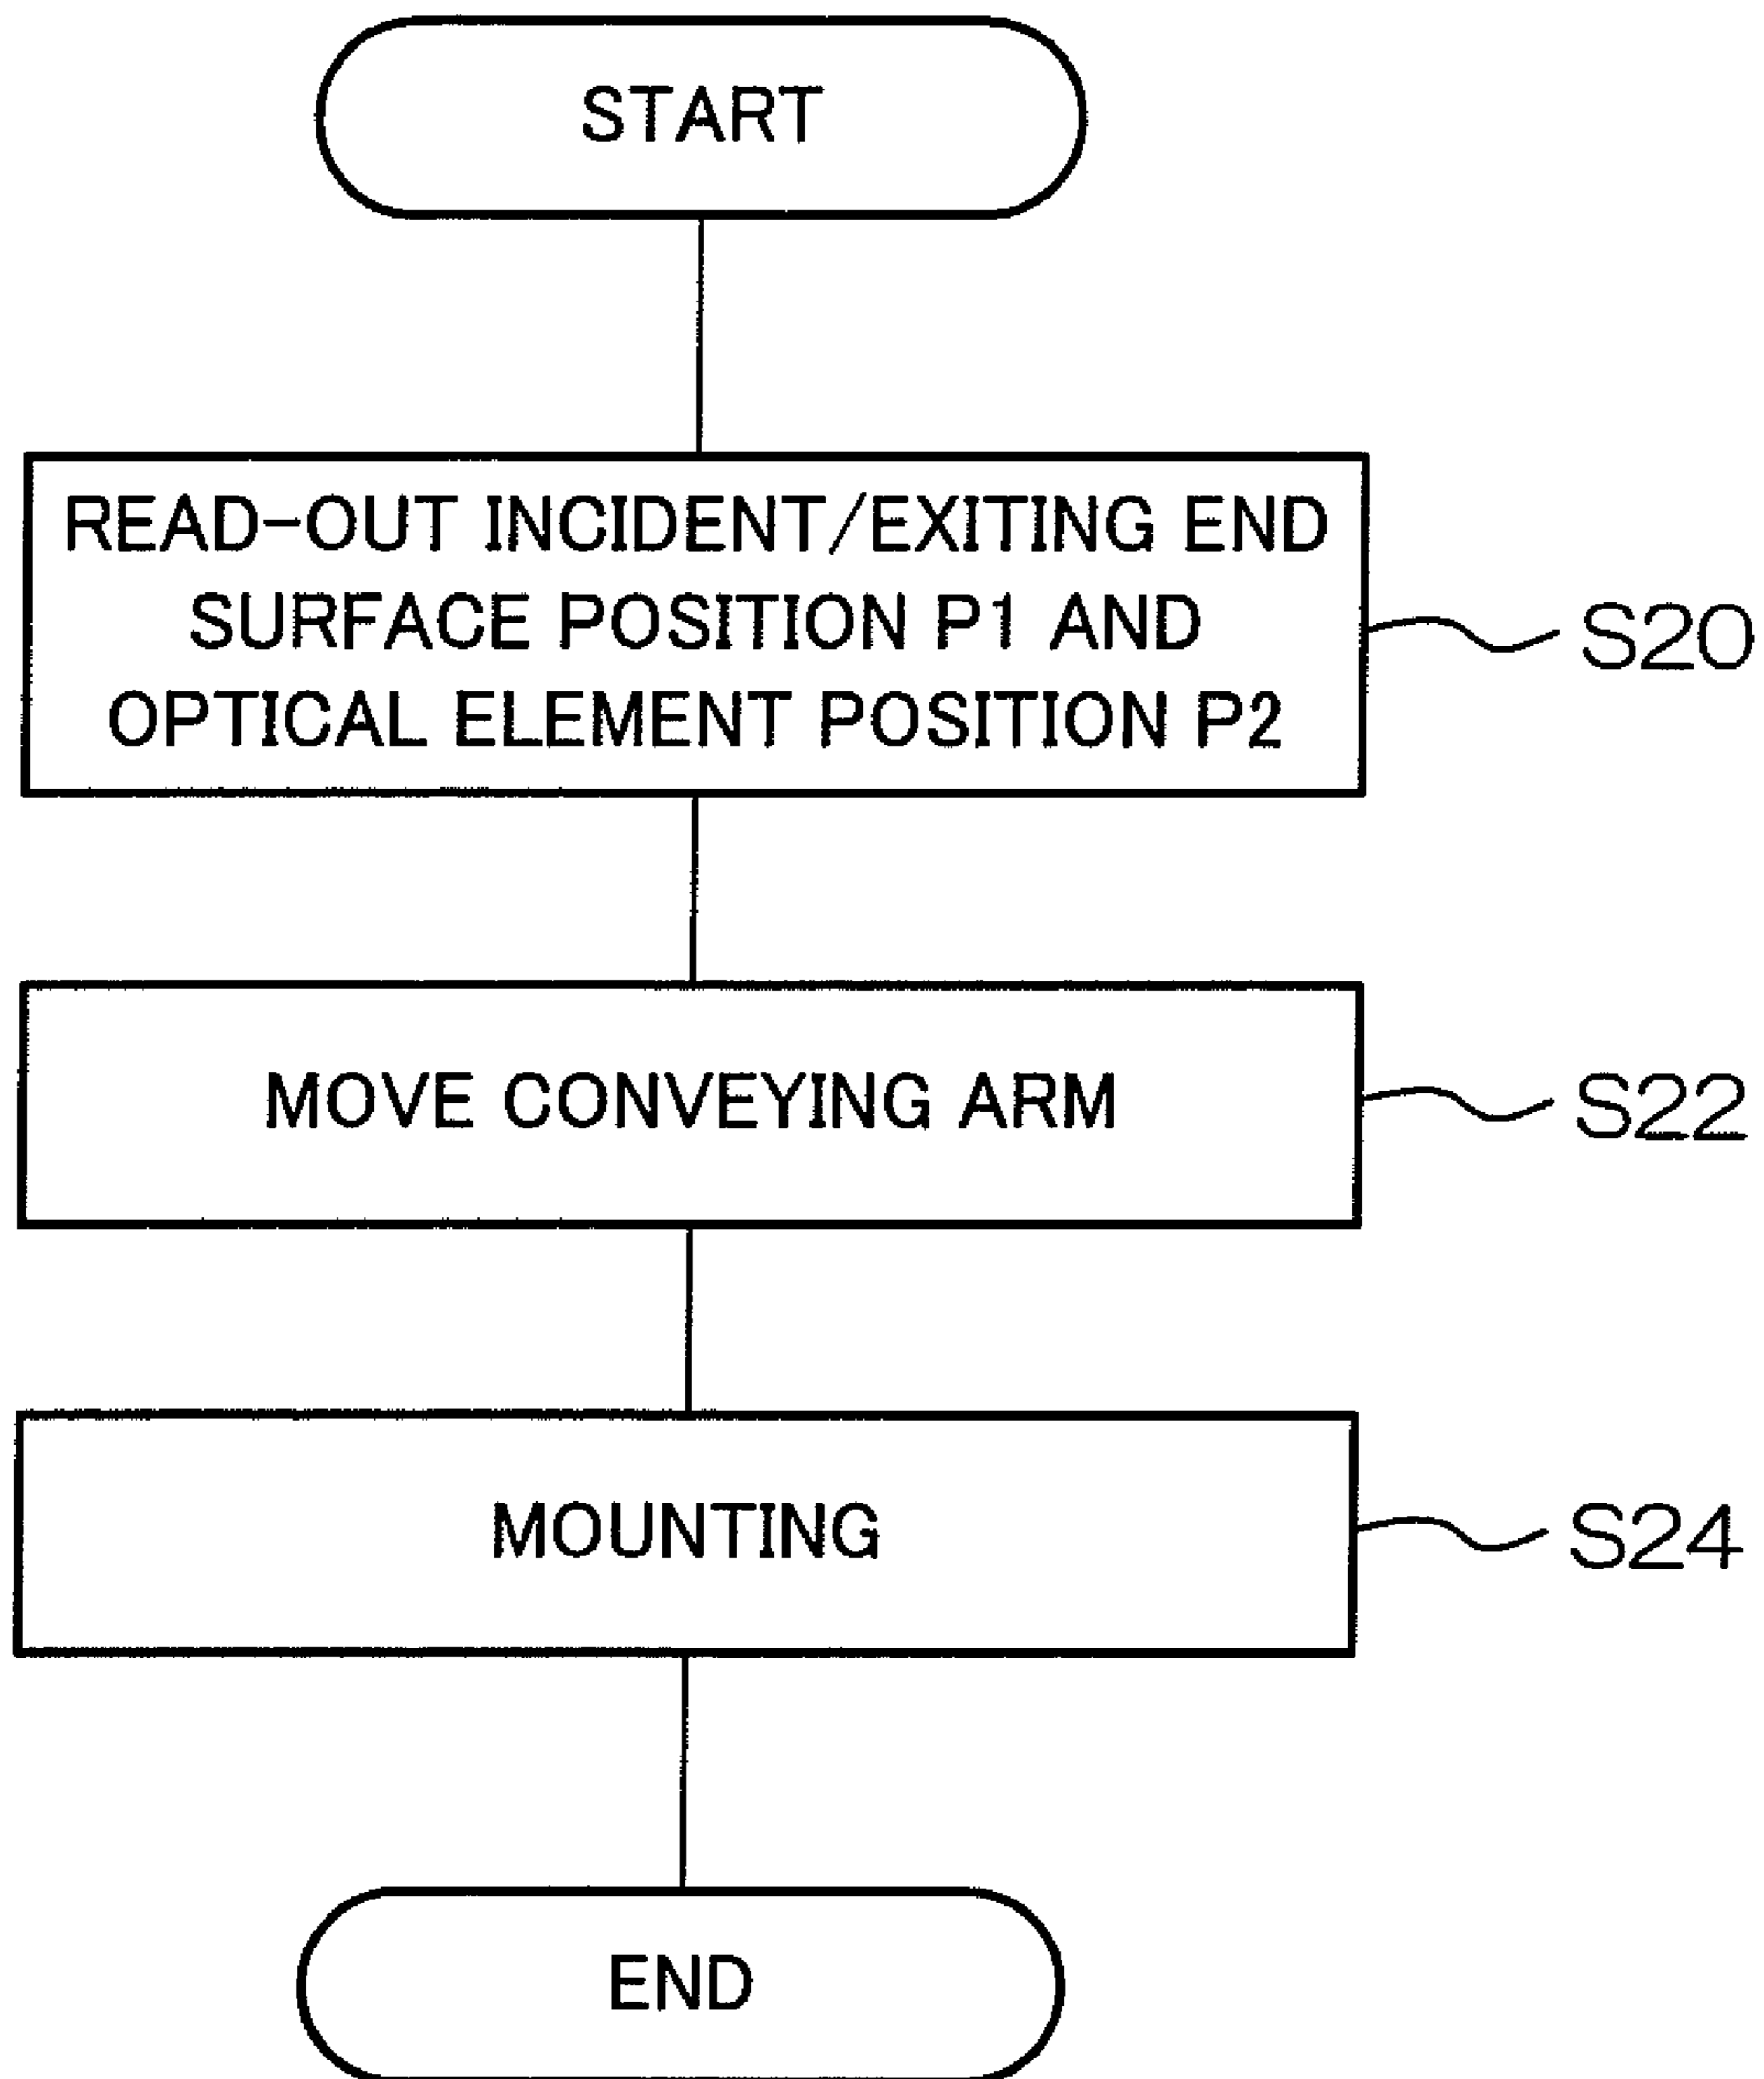 START
READ-OUT INCIDENT/EXITING END
SURFACE POSITION P1 AND
OPTICAL ELEMENT POSITION P2
S20
MOVE CONVEYING ARM
S22
MOUNTING
S24
END